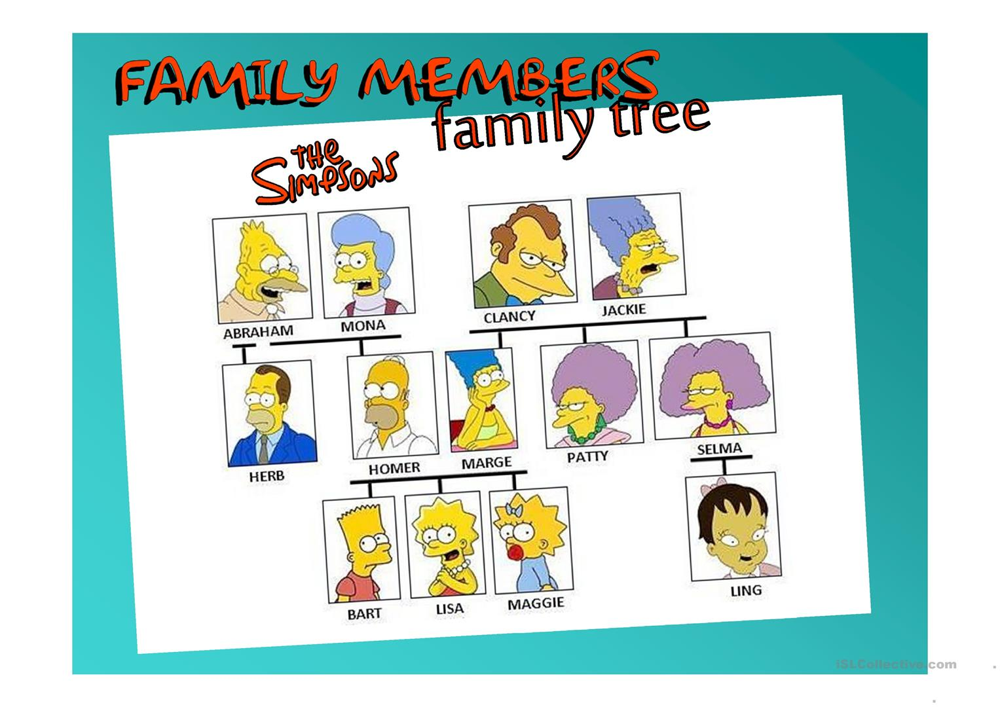 FAMILY MEMBERS
family tree
THE
SIMPSONS
ABRAHAM MONA CLANCY JACKIE
HERB HOMER MARGE PATTY SELMA
BART LISA MAGGIE LING
iSLCollective.com